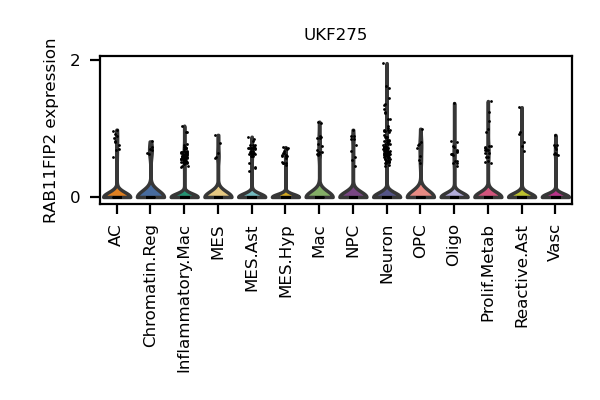 UKF275
RAB11FIP2 expression
2
0
AC
Chromatin.Reg
Inflammatory.Mac
MES
MES.Ast
MES.Hyp
Mac
NPC
Neuron
OPC
Oligo
Prolif.Metab
Reactive.Ast
Vasc